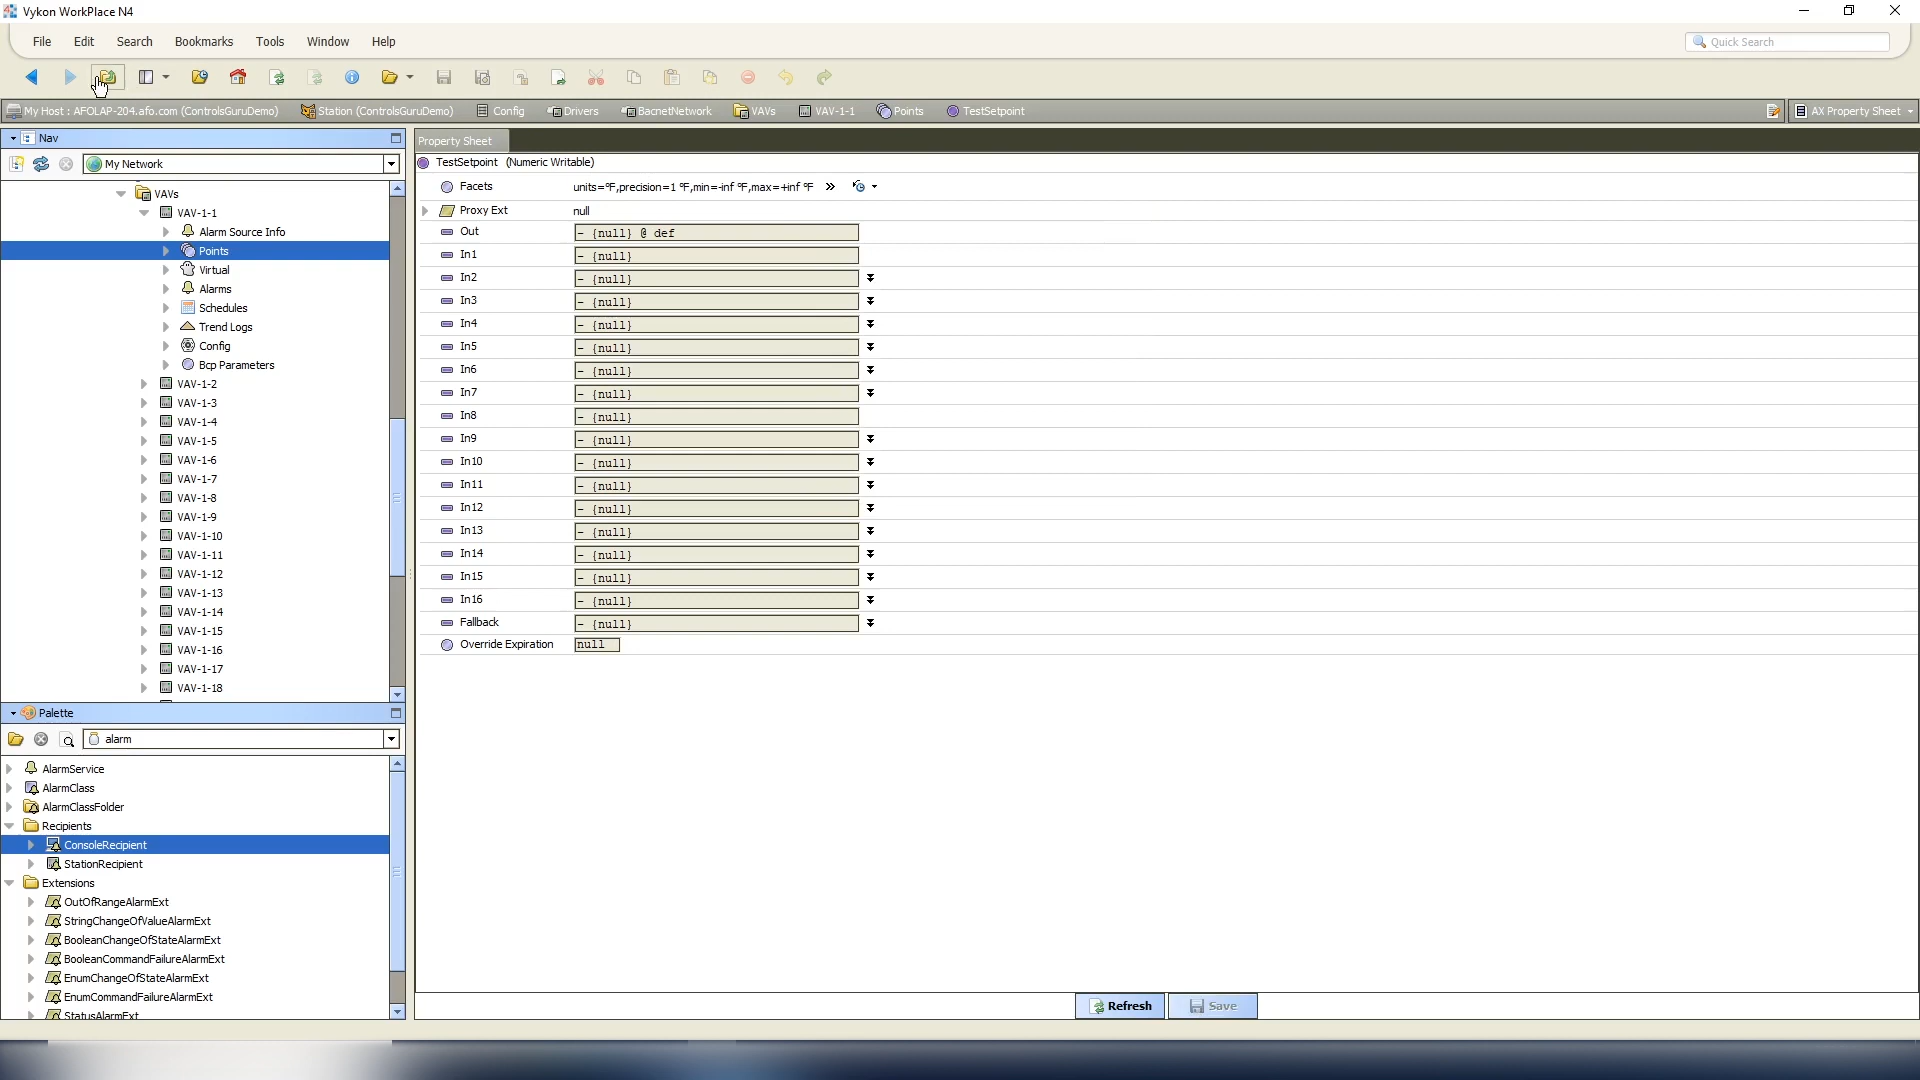 Vykon WorkPlace N4
File Edit Search Bookmarks Tools Window Help
Quick Search
My Host : AFOLAP-204.afo.com (ControlsGuruDemo) Station (ControlsGuruDemo) Config Drivers BacnetNetwork VAVs VAV-1-1 Points TestSetpoint AX Property Sheet
Nav
My Network
VAVs
VAV-1-1
Alarm Source Info
Points
Virtual
Alarms
Schedules
Trend Logs
Config
Bcp Parameters
VAV-1-2
VAV-1-3
VAV-1-4
VAV-1-5
VAV-1-6
VAV-1-7
VAV-1-8
VAV-1-9
VAV-1-10
VAV-1-11
VAV-1-12
VAV-1-13
VAV-1-14
VAV-1-15
VAV-1-16
VAV-1-17
VAV-1-18
Palette
alarm
AlarmService
AlarmClass
AlarmClassFolder
Recipients
ConsoleRecipient
StationRecipient
Extensions
OutOfRangeAlarmExt
StringChangeOfValueAlarmExt
BooleanChangeOfStateAlarmExt
BooleanCommandFailureAlarmExt
EnumChangeOfStateAlarmExt
EnumCommandFailureAlarmExt
StatusAlarmExt
Property Sheet
TestSetpoint (Numeric Writable)
Facets units=°F,precision=1 °F,min=-inf °F,max=+inf °F
Proxy Ext null
Out - {null} @ def
In1 - {null}
In2 - {null}
In3 - {null}
In4 - {null}
In5 - {null}
In6 - {null}
In7 - {null}
In8 - {null}
In9 - {null}
In10 - {null}
In11 - {null}
In12 - {null}
In13 - {null}
In14 - {null}
In15 - {null}
In16 - {null}
Fallback - {null}
Override Expiration null
Refresh Save